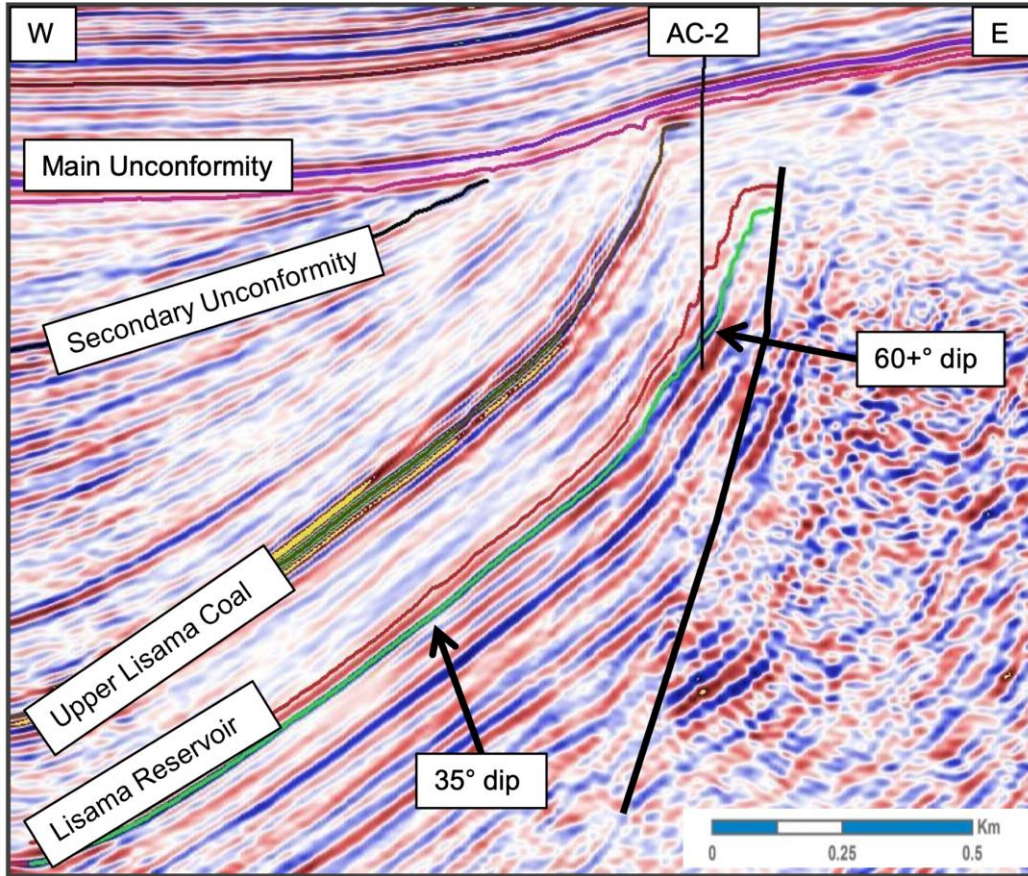 W
AC-2
E
Main Unconformity
Secondary Unconformity
60+° dip
Upper Lisama Coal
Lisama Reservoir
35° dip
Km
0
0.25
0.5